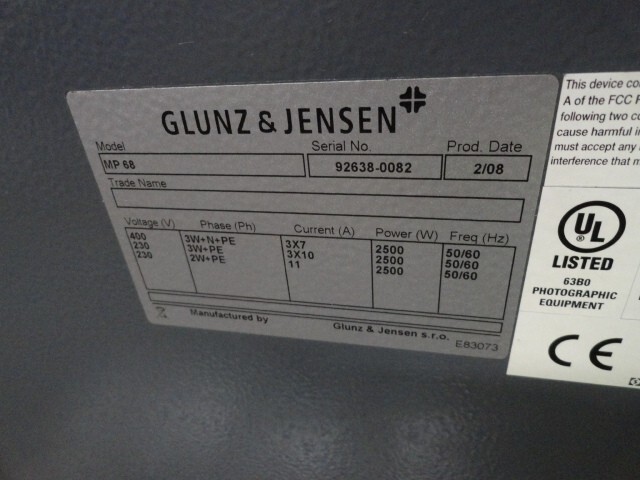 GLUNZ & JENSEN
Model Serial No. Prod. Date
MP 68 92638-0082 2/08
Trade Name
Voltage (V) Phase (Ph) Current (A) Power (W) Freq (Hz)
400 3W+N+PE 3X7 2500 50/60
230 3W+PE 3X10 2500 50/60
230 2W+PE 11 2500 50/60
Manufactured by Glunz & Jensen s.r.o.
E83073
This device co
A of the FCC
following two co
cause harmful in
must accept any
interference that m
UL
LISTED
63B0
PHOTOGRAPHIC
EQUIPMENT
CE